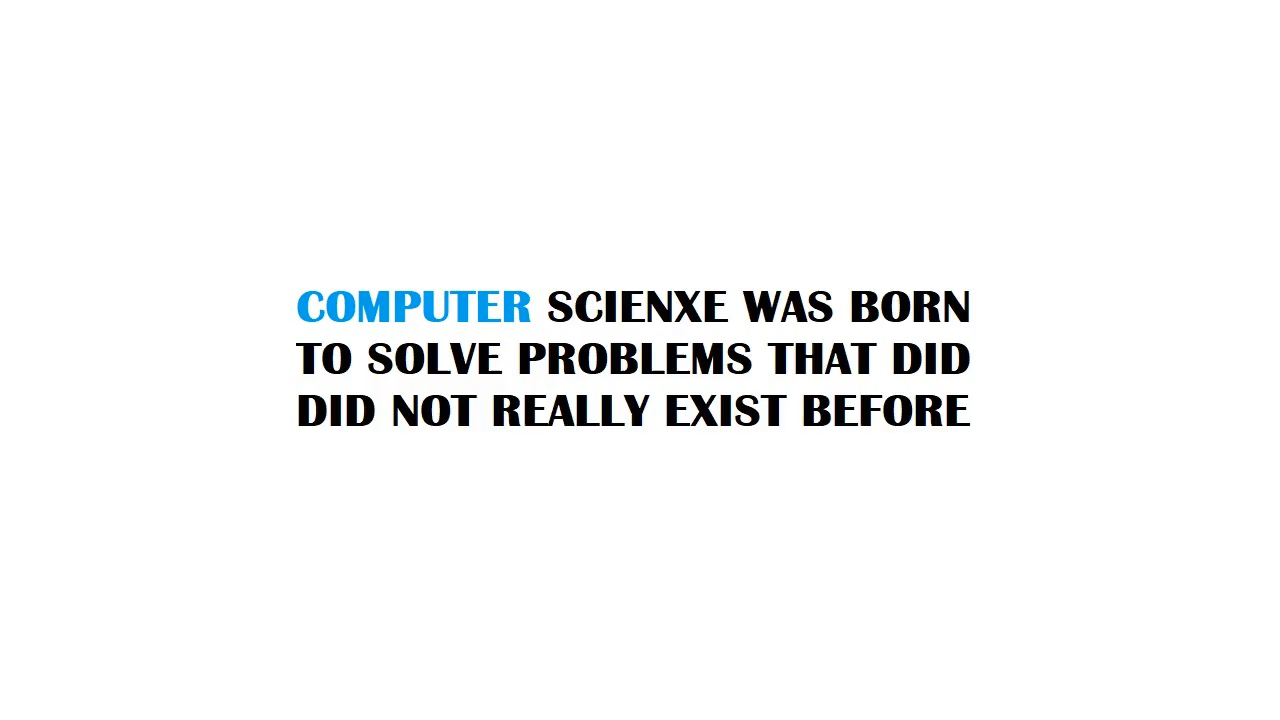 COMPUTER SCIENXE WAS BORN
TO SOLVE PROBLEMS THAT DID
DID NOT REALLY EXIST BEFORE